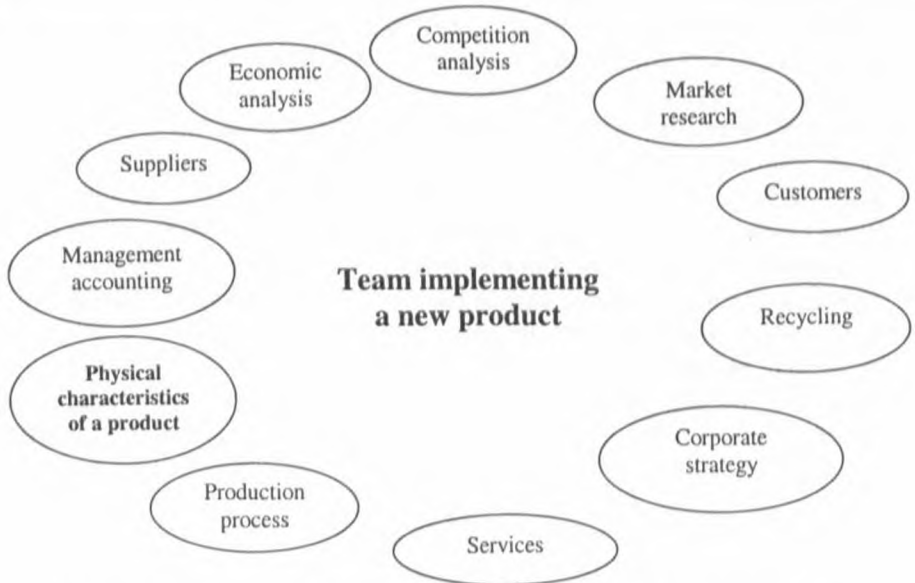 Competition
analysis
Economic
analysis
Market
research
Suppliers
Customers
Management
accounting
Team implementing
a new product
Recycling
Physical
characteristics
of a product
Corporate
strategy
Production
process
Services